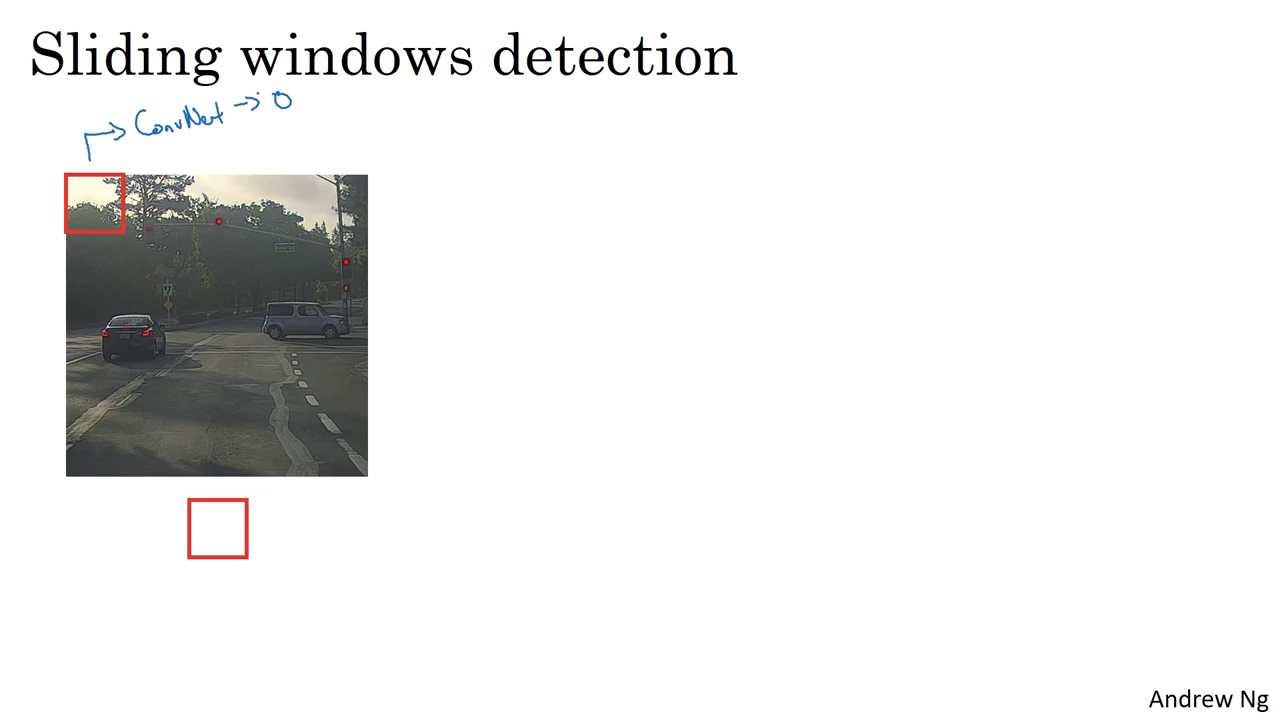 Sliding windows detection
→ ConvNet → 0
Andrew Ng